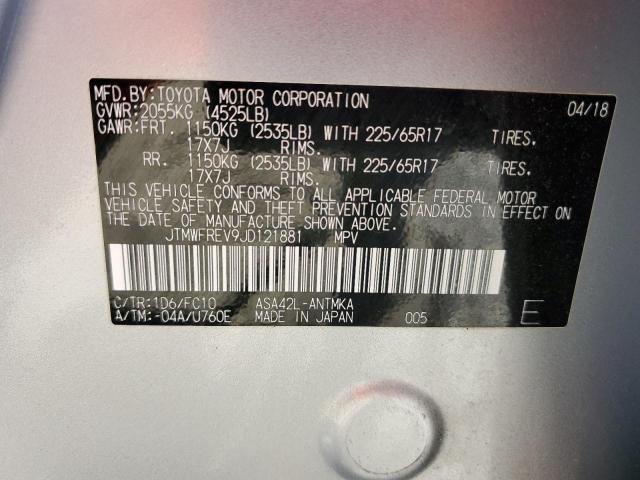 MFD.BY:TOYOTA MOTOR CORPORATION 04/18
GVWR:2055KG (4525LB)
GAWR:FRT. 1150KG (2535LB) WITH 225/65R17 TIRES.
17X7J RIMS.
RR. 1150KG (2535LB) WITH 225/65R17 TIRES.
17X7J RIMS.
THIS VEHICLE CONFORMS TO ALL APPLICABLE FEDERAL MOTOR
VEHICLE SAFETY AND THEFT PREVENTION STANDARDS IN EFFECT ON
THE DATE OF MANUFACTURE SHOWN ABOVE.
JTMWFREV9JD121881 MPV
C/TR:1D6/FC10 ASA42L-ANTMKA
A/TM:-04A/U760E MADE IN JAPAN 005 E